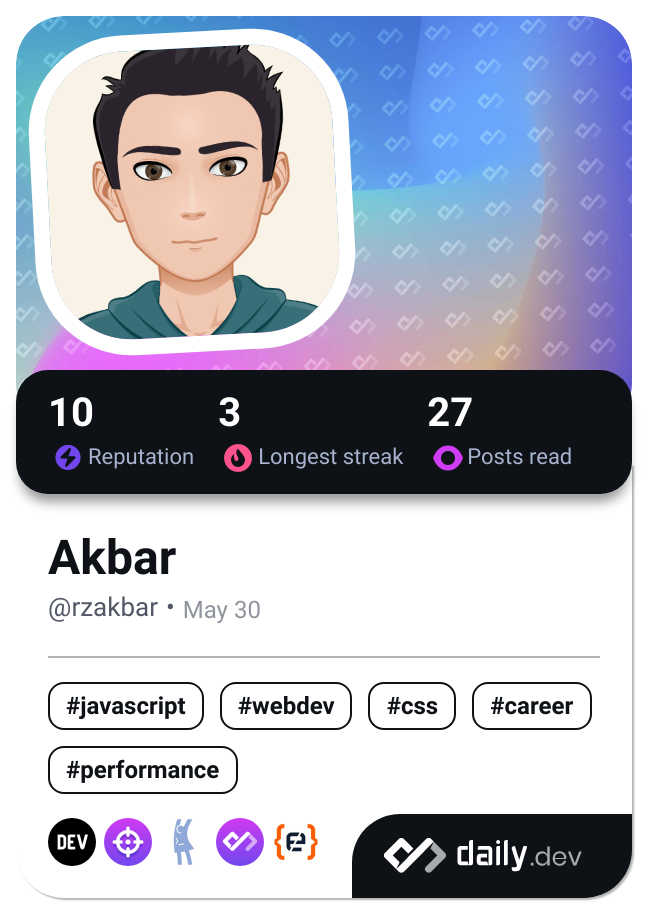 10 3 27
Reputation Longest streak Posts read
Akbar
@rzakbar • May 30
#javascript #webdev #css #career
#performance
DEV
daily.dev